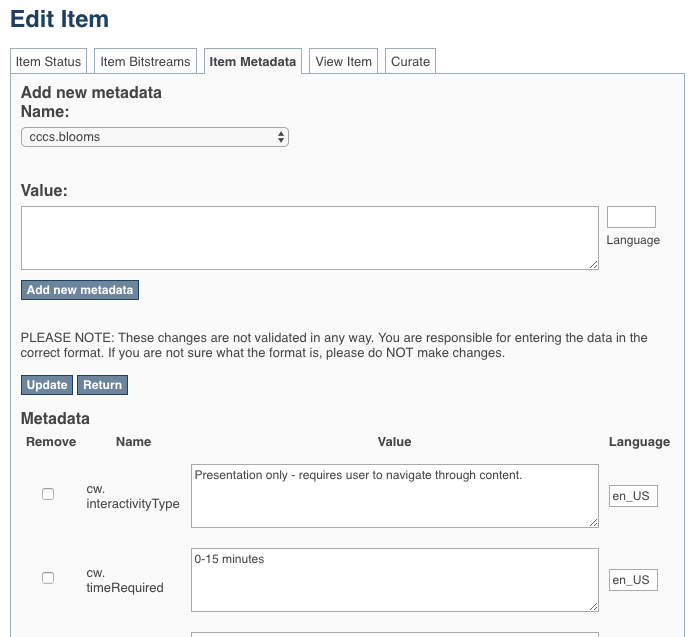 Edit Item
Item Status
Item Bitstreams
Item Metadata
View Item
Curate
Add new metadata
Name:
cccs.blooms
Value:
Language
Add new metadata
PLEASE NOTE: These changes are not validated in any way. You are responsible for entering the data in the
correct format. If you are not sure what the format is, please do NOT make changes.
Update
Return
Metadata
Remove
Name
Value
Language
cw.
interactivityType
Presentation only - requires user to navigate through content.
en_US
cw.
timeRequired
0-15 minutes
en_US